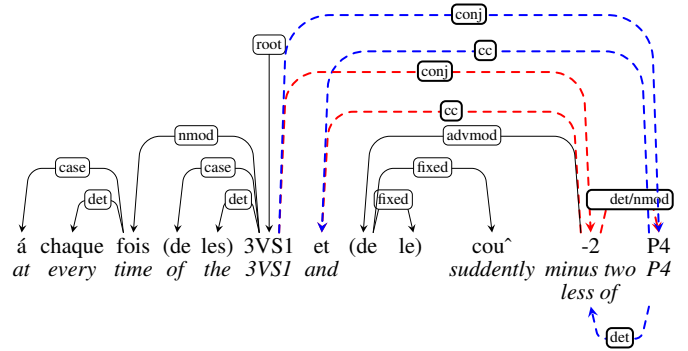 conj
root
cc
conj
cc
nmod advmod
case case fixed
det det fixed det/nmod
á chaque fois (de les) 3VS1 et (de le) couˆ -2 P4
at every time of the 3VS1 and suddenly minus two P4
less of
det